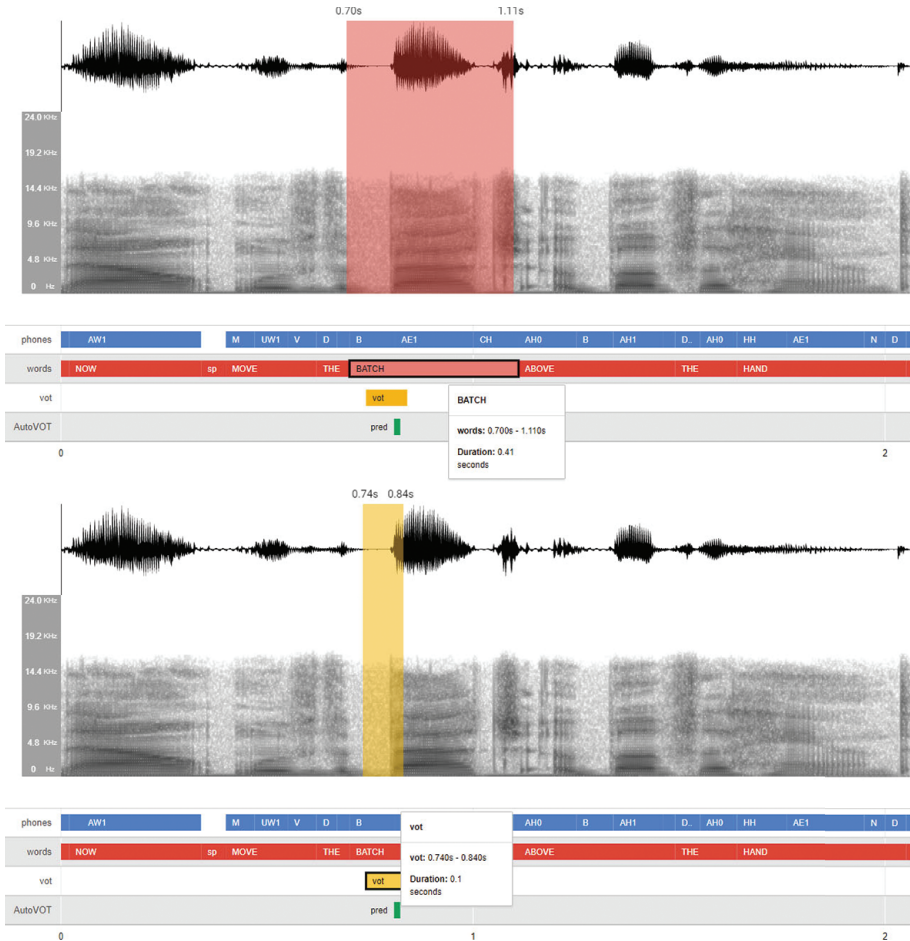 0.70s 1.11s
24.0 KHz
19.2 KHz
14.4 KHz
9.6 KHz
4.8 KHz
0 Hz
phones AW1 M UW1 V D B AE1 CH AH0 B AH1 D.. AH0 HH AE1 N D
words NOW sp MOVE THE BATCH ABOVE THE HAND
vot vot
AutoVOT pred
BATCH
words: 0.700s - 1.110s
Duration: 0.41
seconds
0 2
0.74s 0.84s
24.0 KHz
19.2 KHz
14.4 KHz
9.6 KHz
4.8 KHz
0 Hz
phones AW1 M UW1 V D B AH0 B AH1 D.. AH0 HH AE1 N D
words NOW sp MOVE THE BATCH ABOVE THE HAND
vot vot
AutoVOT pred
vot
vot: 0.740s - 0.840s
Duration: 0.1
seconds
0 1 2